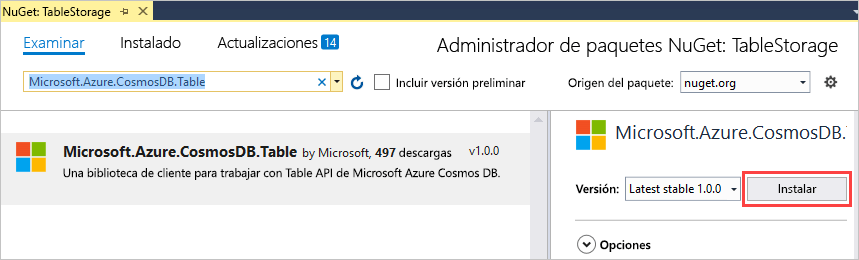 NuGet: TableStorage
Examinar Instalado Actualizaciones 14
Administrador de paquetes NuGet: TableStorage
Microsoft.Azure.CosmosDB.Table
Incluir versión preliminar
Origen del paquete: nuget.org
Microsoft.Azure.CosmosDB.Table by Microsoft, 497 descargas v1.0.0
Una biblioteca de cliente para trabajar con Table API de Microsoft Azure Cosmos DB.
Microsoft.Azure.CosmosDB.
Versión: Latest stable 1.0.0 Instalar
Opciones